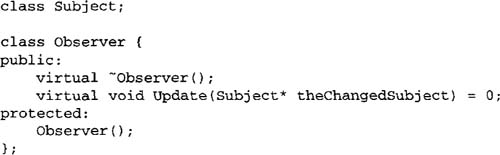 class Subject;
class Observer {
public:
    virtual ~Observer();
    virtual void Update(Subject* theChangedSubject) = 0;
protected:
    Observer();
};